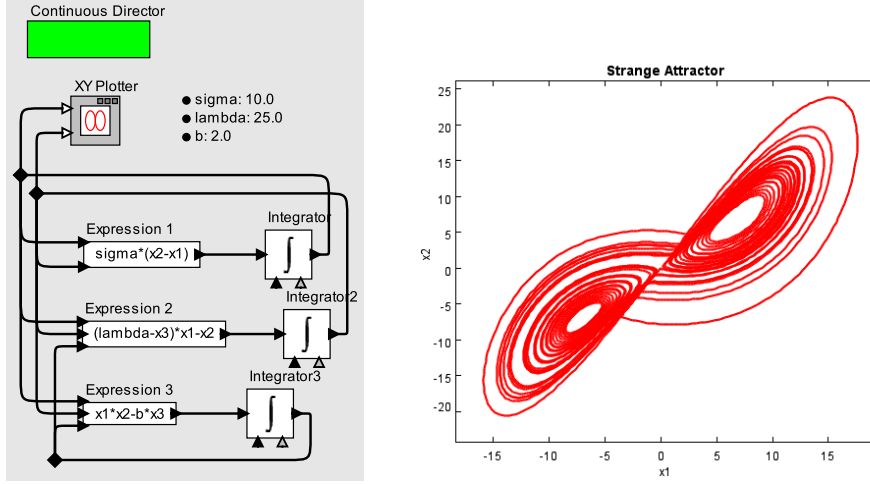 Continuous Director
XY Plotter
sigma: 10.0
lambda: 25.0
b: 2.0
Expression 1
sigma*(x2-x1)
Integrator
∫
Expression 2
(lambda-x3)*x1-x2
Integrator2
∫
Expression 3
x1*x2-b*x3
Integrator3
∫
Strange Attractor
25
20
15
10
5
0
-5
-10
-15
-20
x2
-15
-10
-5
0
5
10
15
x1